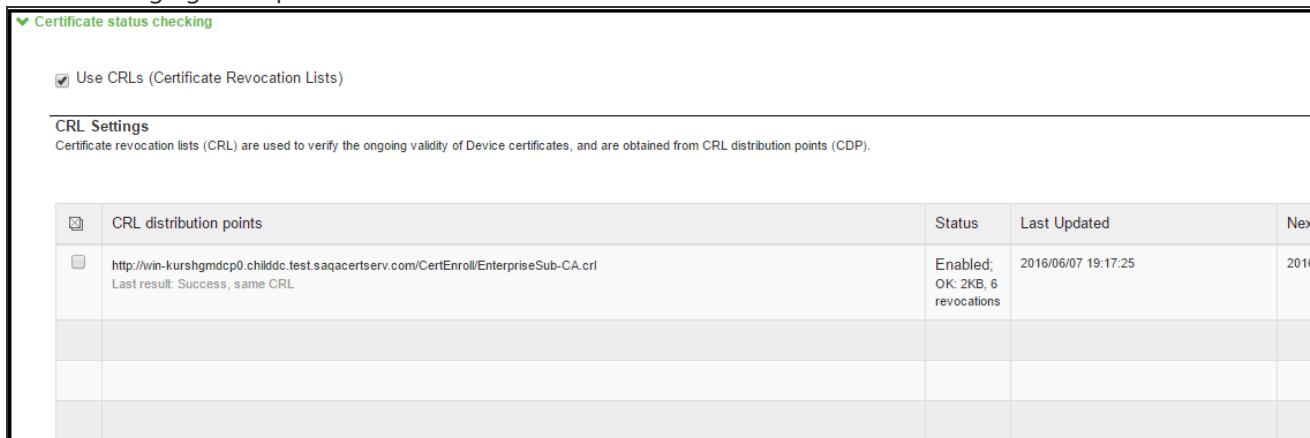 Certificate status checking
Use CRLs (Certificate Revocation Lists)
CRL Settings
Certificate revocation lists (CRL) are used to verify the ongoing validity of Device certificates, and are obtained from CRL distribution points (CDP).
CRL distribution points Status Last Updated Nex
http://win-kurshgmdcp0.childdc.test.saqacertserv.com/CertEnroll/EnterpriseSub-CA.crl Enabled; 2016/06/07 19:17:25 2016
Last result: Success, same CRL OK: 2KB, 6
revocations